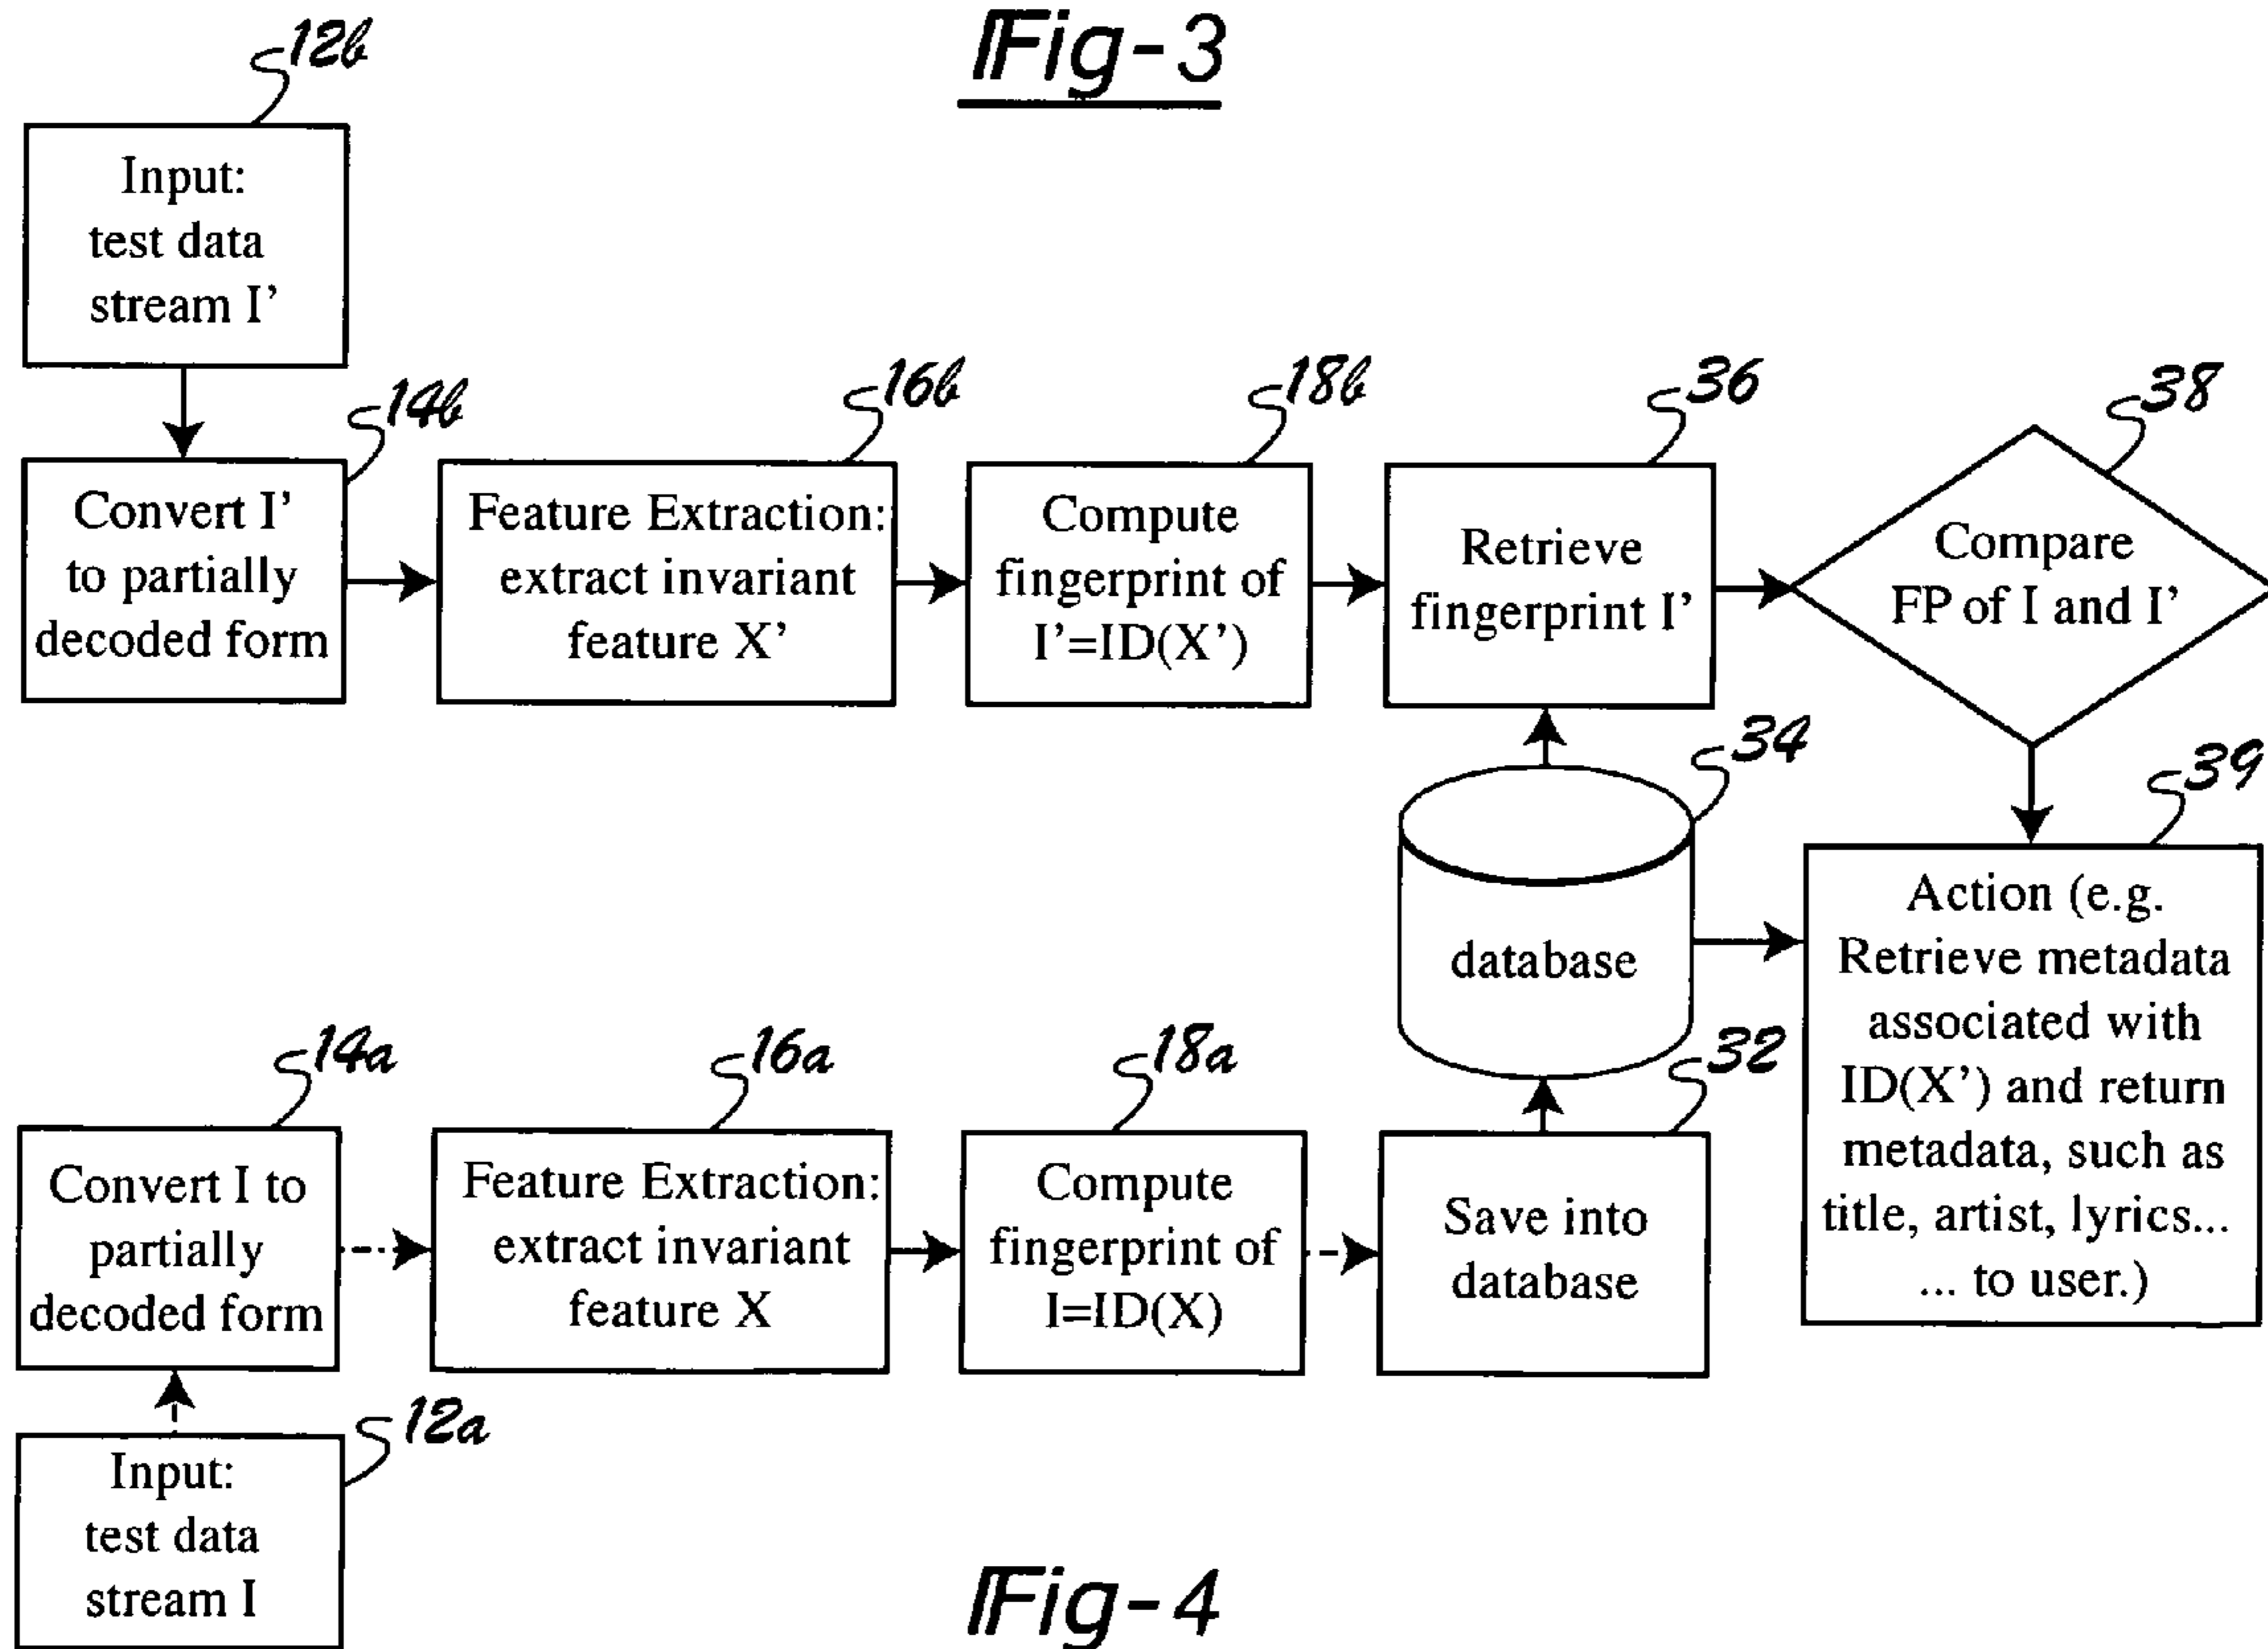 Fig-3
12b
Input:
test data
stream I’
14b
Convert I’
to partially
decoded form
16b
Feature Extraction:
extract invariant
feature X’
18b
Compute
fingerprint of
I’=ID(X’)
36
Retrieve
fingerprint I’
38
Compare
FP of I and I’
34
database
39
Action (e.g.
Retrieve metadata
associated with
ID(X’) and return
metadata, such as
title, artist, lyrics...
... to user.)
14a
Convert I to
partially
decoded form
16a
Feature Extraction:
extract invariant
feature X
18a
Compute
fingerprint of
I=ID(X)
32
Save into
database
12a
Input:
test data
stream I
Fig-4